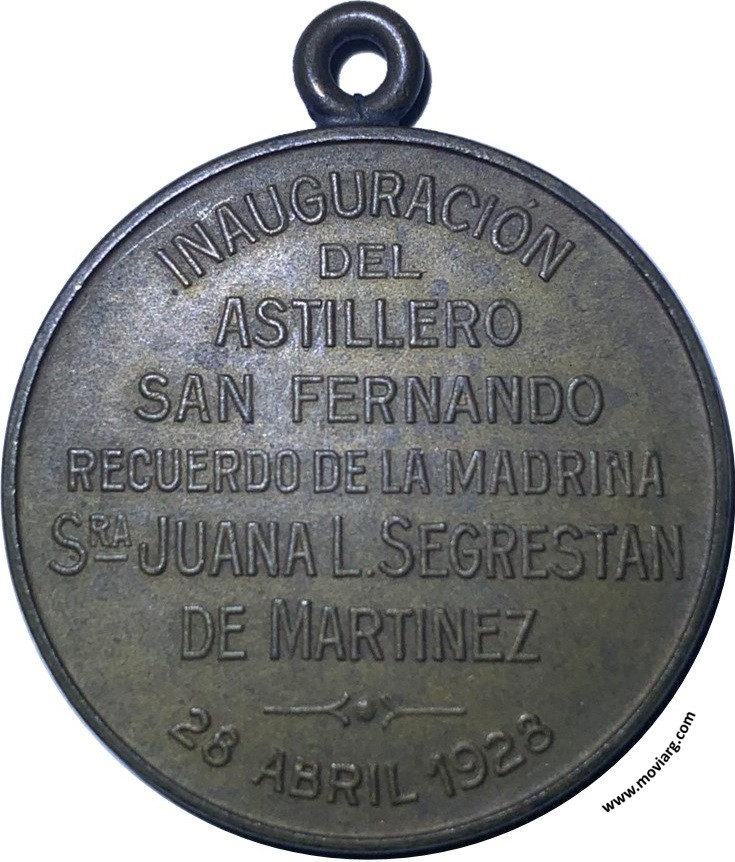 INAUGURACIÓN
DEL
ASTILLERO
SAN FERNANDO
RECUERDO DE LA MADRINA
SRA JUANA L. SEGRESTAN
DE MARTINEZ
28 ABRIL 1928
www.moviarg.com